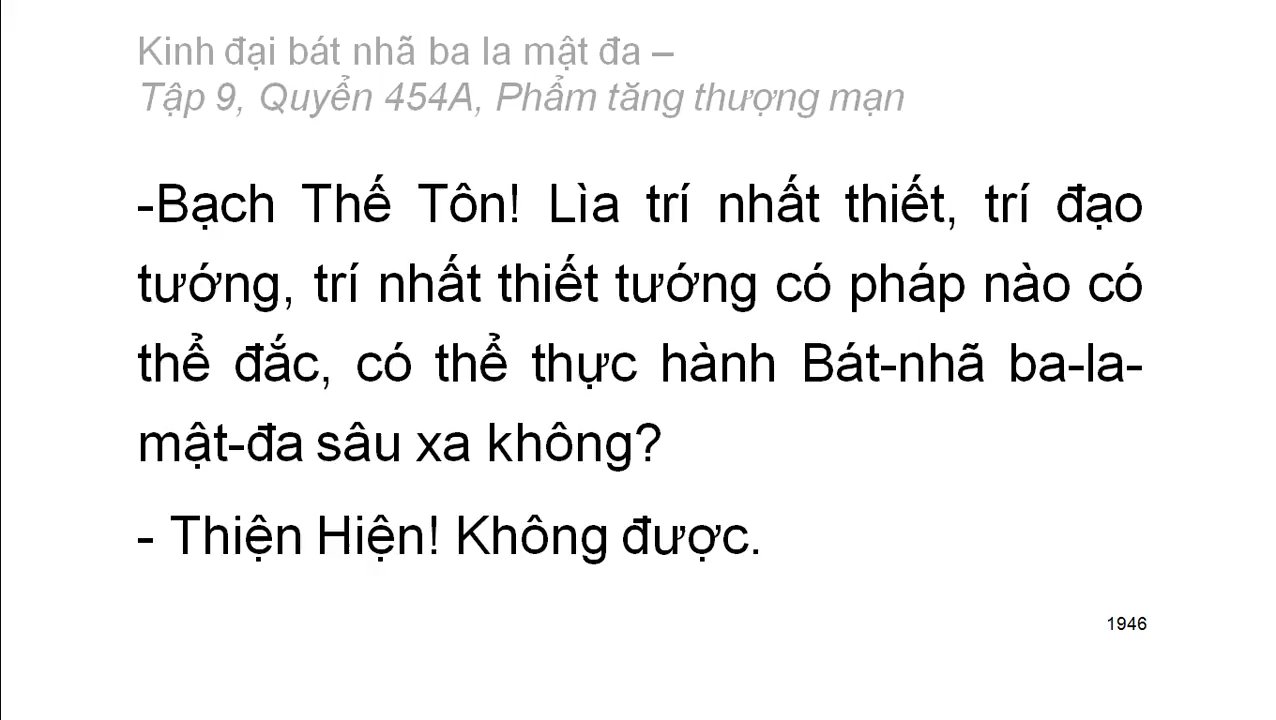 Kinh đại bát nhã ba la mật đa –
Tập 9, Quyển 454A, Phẩm tăng thượng mạn
-Bạch Thế Tôn! Lìa trí nhất thiết, trí đạo
tướng, trí nhất thiết tướng có pháp nào có
thể đắc, có thể thực hành Bát-nhã ba-la-
mật-đa sâu xa không?
- Thiện Hiện! Không được.
1946